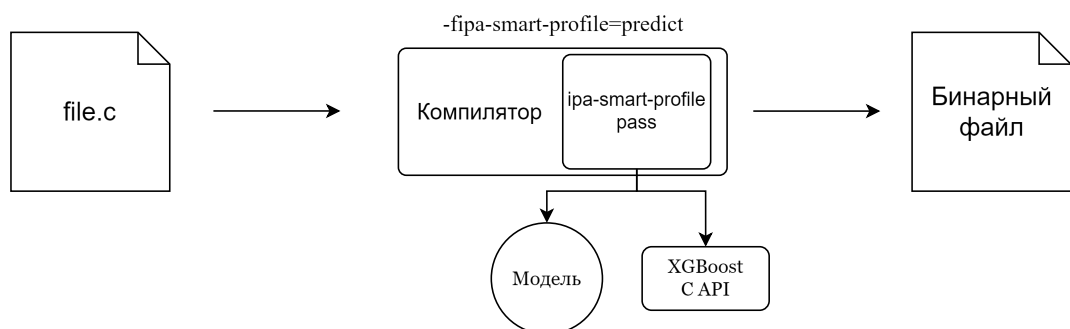 -fipa-smart-profile=predict
file.c
Компилятор
ipa-smart-profile
pass
Бинарный
файл
Модель
XGBoost
C API